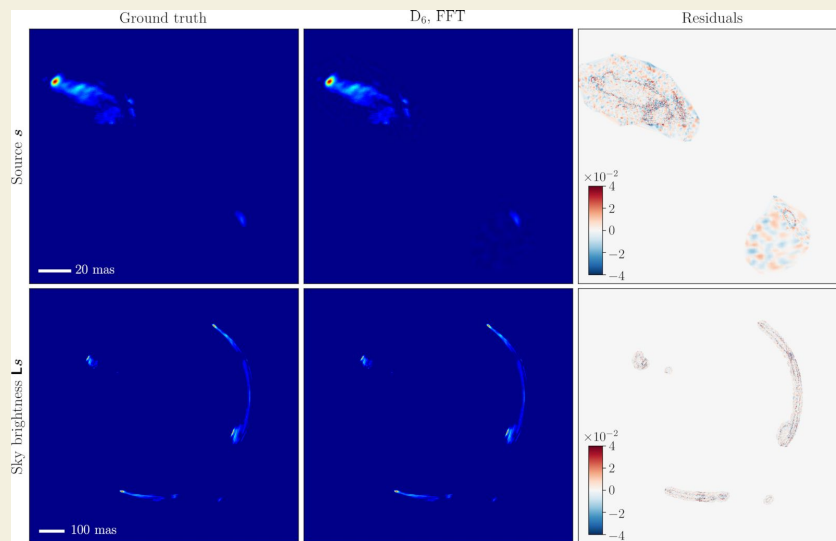 Ground truth
D₆, FFT
Residuals
Source s
20 mas
×10⁻²
4
2
0
−2
−4
Sky brightness Ls
100 mas
×10⁻²
4
2
0
−2
−4